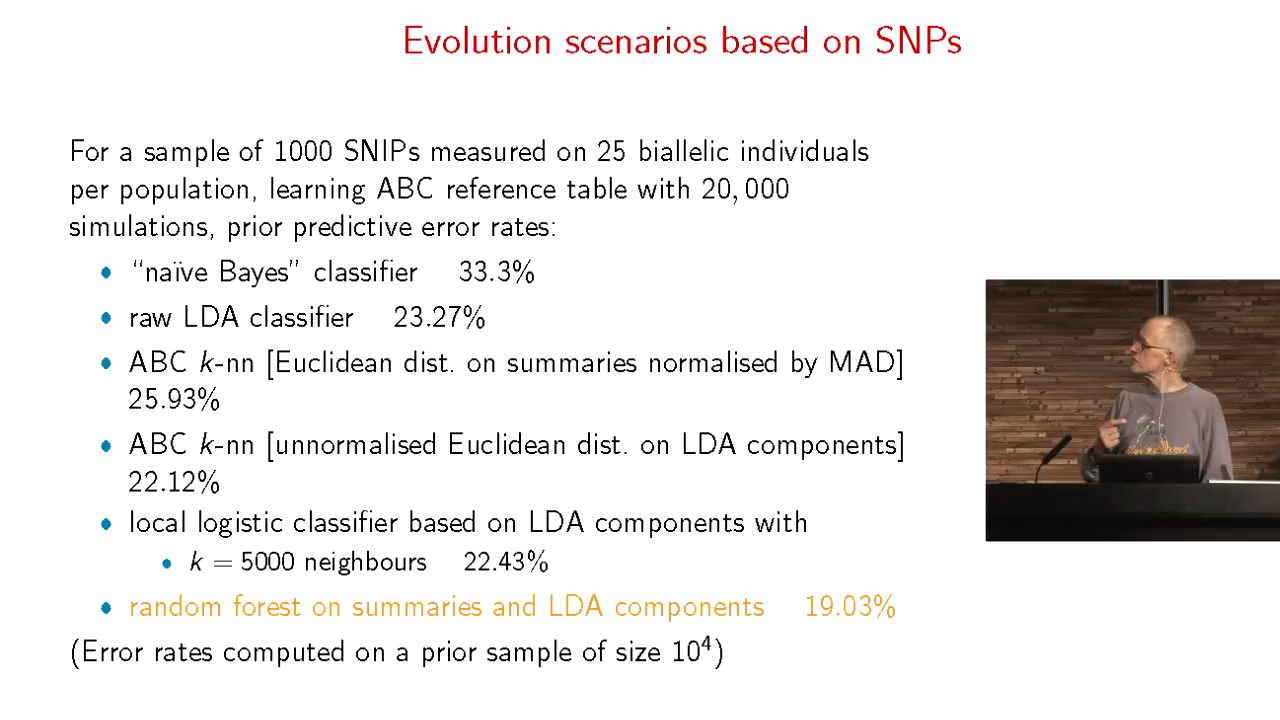 Evolution scenarios based on SNPs
For a sample of 1000 SNIPs measured on 25 biallelic individuals
per population, learning ABC reference table with 20,000
simulations, prior predictive error rates:
• “naïve Bayes” classifier 33.3%
• raw LDA classifier 23.27%
• ABC k-nn [Euclidean dist. on summaries normalised by MAD]
25.93%
• ABC k-nn [unnormalised Euclidean dist. on LDA components]
22.12%
• local logistic classifier based on LDA components with
• k = 5000 neighbours 22.43%
• random forest on summaries and LDA components 19.03%
(Error rates computed on a prior sample of size 10⁴)